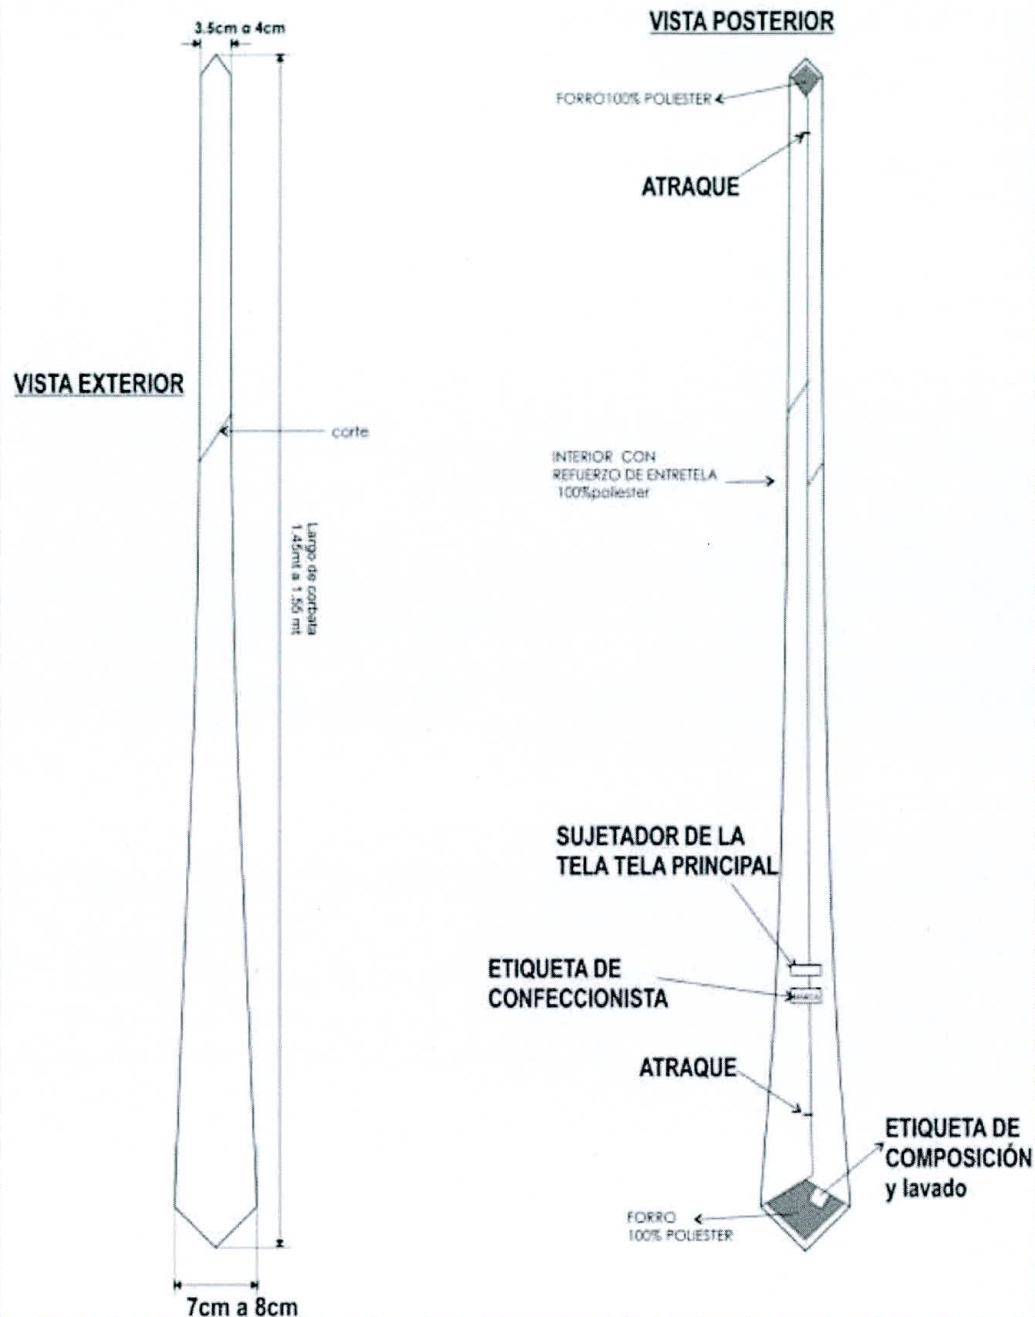 3.5cm a 4cm
VISTA EXTERIOR
corte
Largo de corbata
1.45mt a 1.55 mt
7cm a 8cm
VISTA POSTERIOR
FORRO100% POLIESTER
ATRAQUE
INTERIOR CON
REFUERZO DE ENTRETELA
100%poliester
SUJETADOR DE LA
TELA TELA PRINCIPAL
ETIQUETA DE
CONFECCIONISTA
MARCA
ATRAQUE
ETIQUETA DE
COMPOSICIÓN
y lavado
FORRO
100% POLIESTER